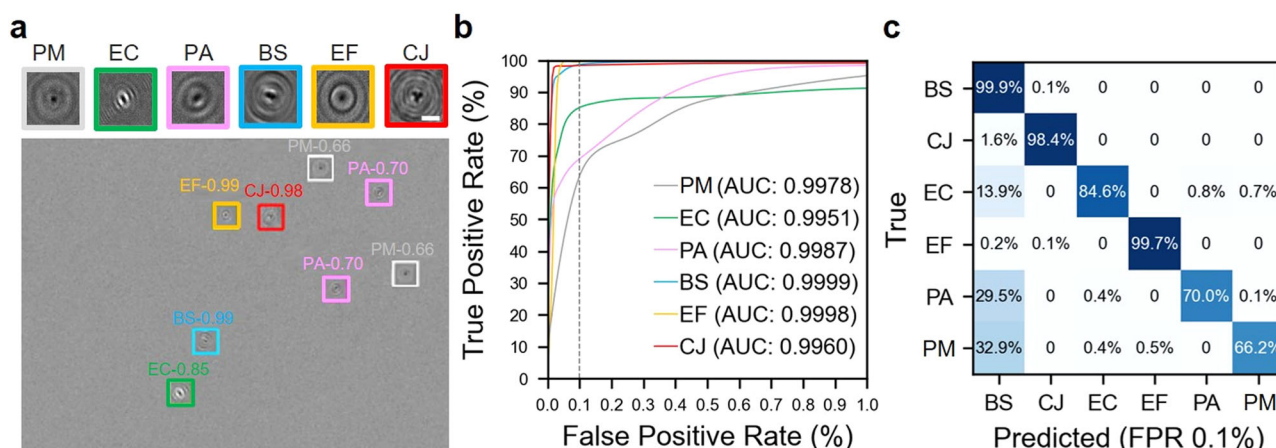 a
PM EC PA BS EF CJ
PM-0.66
PA-0.70
EF-0.99 CJ-0.98
PM-0.66
PA-0.70
BS-0.99
EC-0.85
b
True Positive Rate (%)
100
90
80
70
60
50
40
30
20
10
0
PM (AUC: 0.9978)
EC (AUC: 0.9951)
PA (AUC: 0.9987)
BS (AUC: 0.9999)
EF (AUC: 0.9998)
CJ (AUC: 0.9960)
0.0 0.1 0.2 0.3 0.4 0.5 0.6 0.7 0.8 0.9 1.0
False Positive Rate (%)
c
True
BS 99.9% 0.1% 0 0 0 0
CJ 1.6% 98.4% 0 0 0 0
EC 13.9% 0 84.6% 0 0.8% 0.7%
EF 0.2% 0.1% 0 99.7% 0 0
PA 29.5% 0 0.4% 0 70.0% 0.1%
PM 32.9% 0 0.4% 0.5% 0 66.2%
BS CJ EC EF PA PM
Predicted (FPR 0.1%)